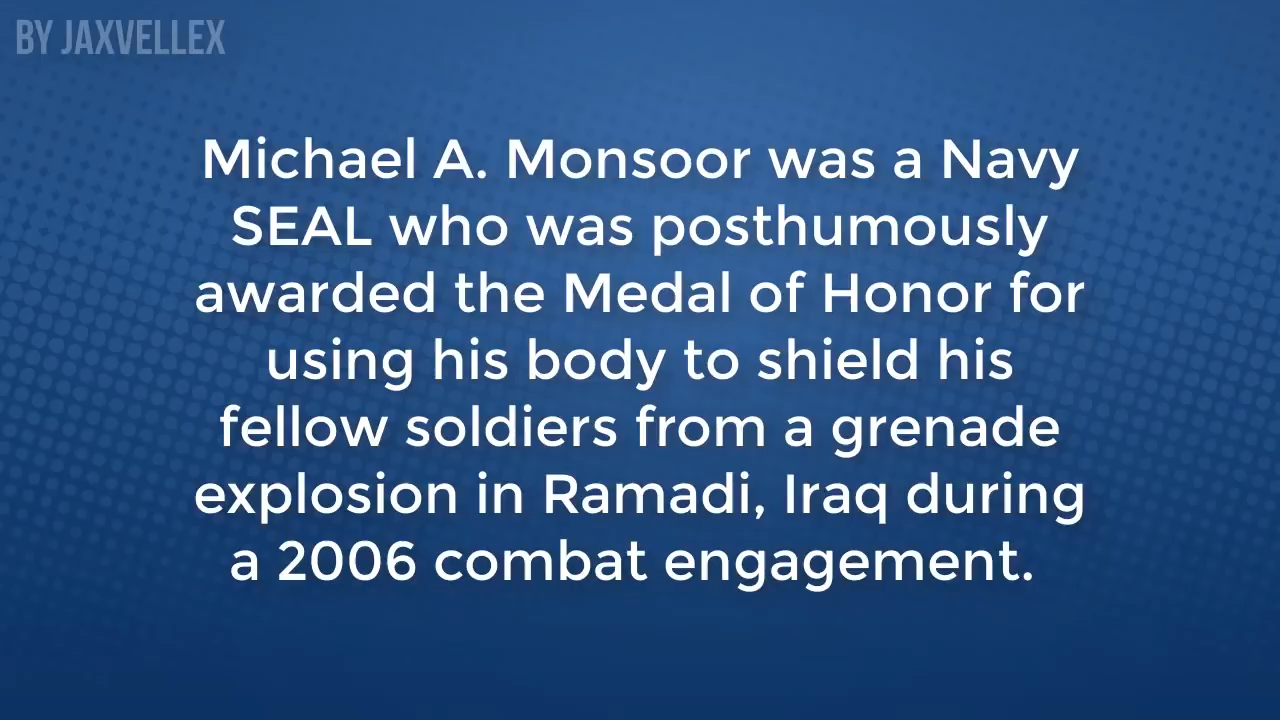 BY JAXVELLEX
Michael A. Monsoor was a Navy
SEAL who was posthumously
awarded the Medal of Honor for
using his body to shield his
fellow soldiers from a grenade
explosion in Ramadi, Iraq during
a 2006 combat engagement.